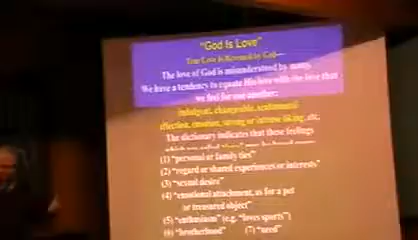 "God Is Love"
True Love Is Revealed by God—
The love of God is misunderstood by many.
We have a tendency to equate His love with the love that
we feel for one another:
indulgent, changeable, sentimental
affection, emotion, strong or intense liking, etc.
The dictionary indicates that these feelings
(1) "personal or family ties"
(2) "regard or shared experiences or interests"
(3) "sexual desire"
(4) "emotional attachment, as for a pet
or treasured object"
(5) "enthusiasm" (e.g. "loves sports")
(6) "brotherhood" (7) "need"